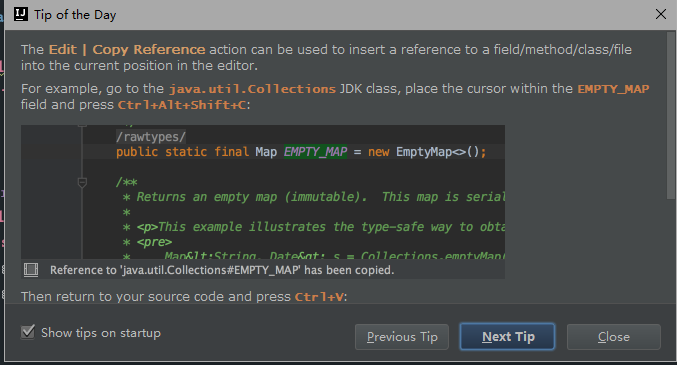 Tip of the Day
The Edit | Copy Reference action can be used to insert a reference to a field/method/class/file
into the current position in the editor.
For example, go to the java.util.Collections JDK class, place the cursor within the EMPTY_MAP
field and press Ctrl+Alt+Shift+C:
/rawtypes/
public static final Map EMPTY_MAP = new EmptyMap<>();
/**
* Returns an empty map (immutable). This map is serial
*
* <p>This example illustrates the type-safe way to obta
* <pre>
* Map&lt;String, Date&gt; s = Collections.emptyMap(
Reference to 'java.util.Collections#EMPTY_MAP' has been copied.
Then return to your source code and press Ctrl+V:
Show tips on startup
Previous Tip
Next Tip
Close